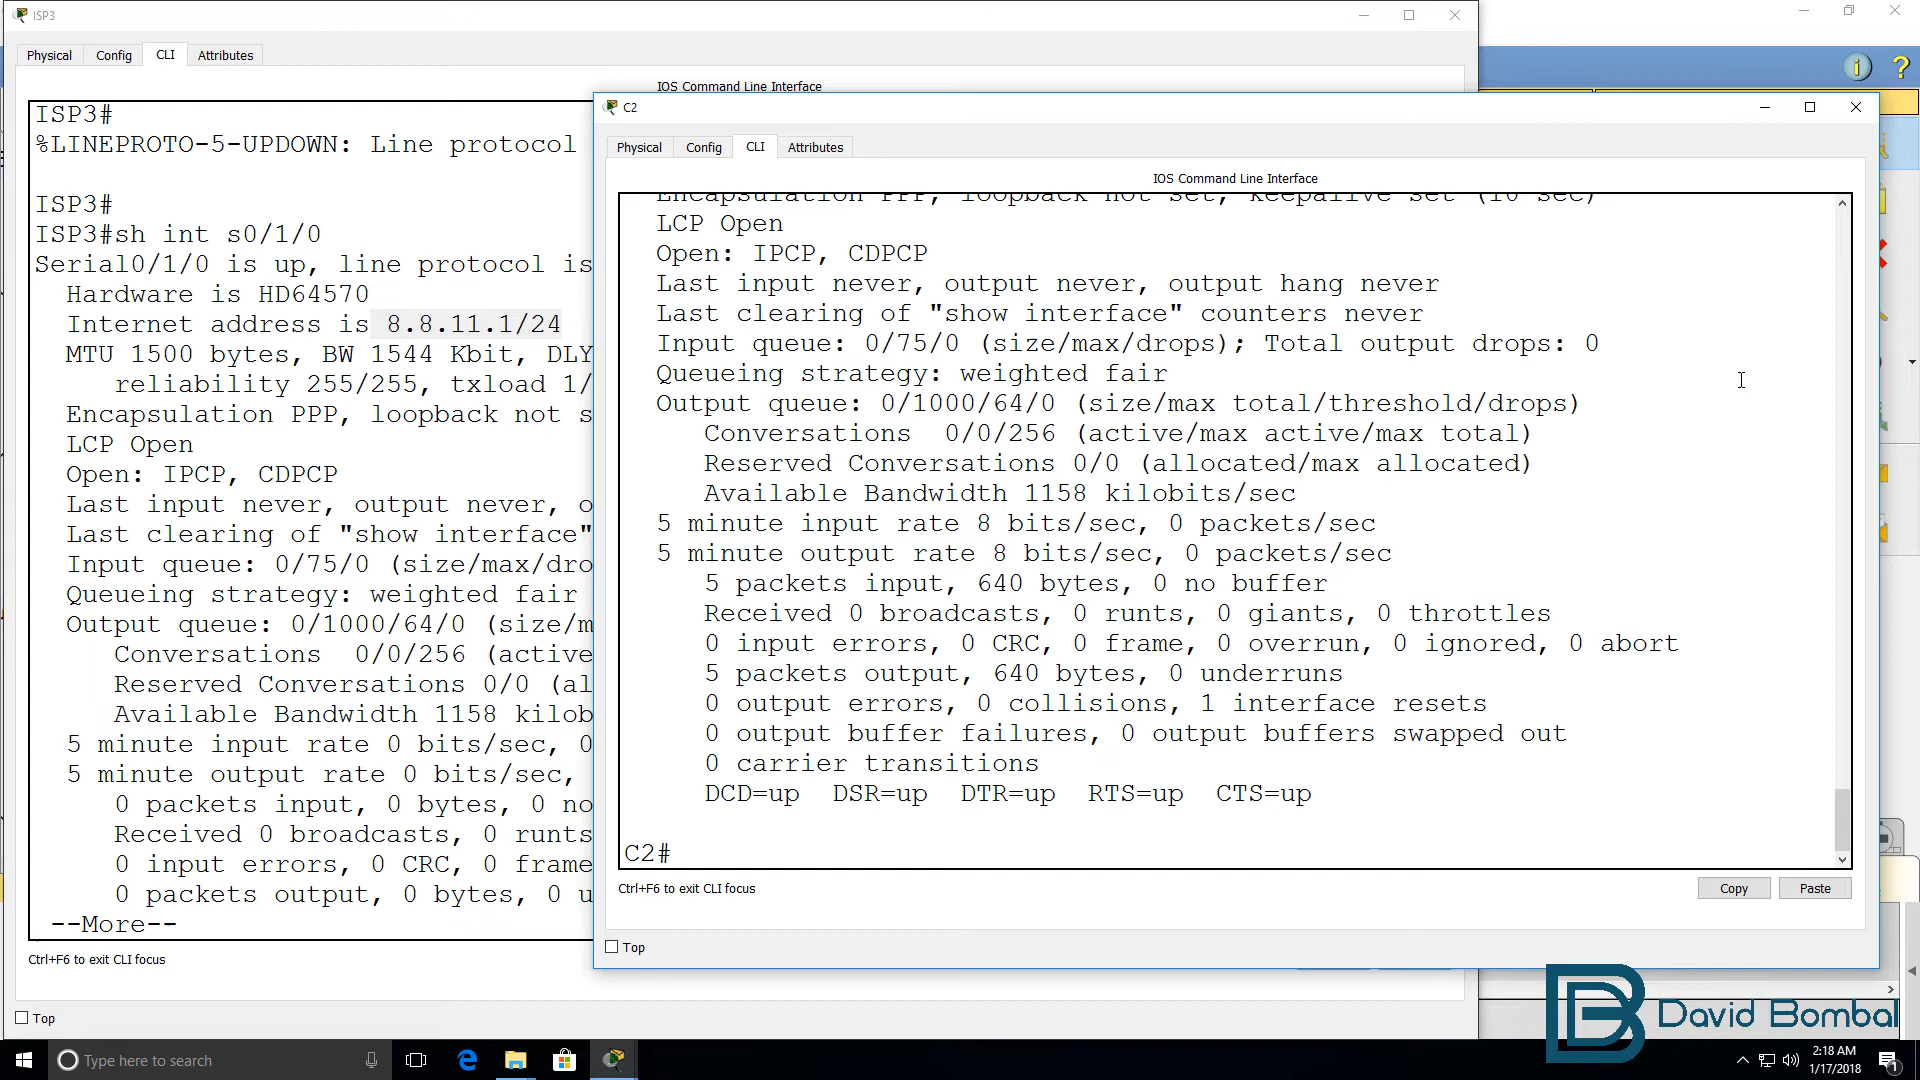 ISP3
Physical Config CLI Attributes
IOS Command Line Interface
ISP3#
%LINEPROTO-5-UPDOWN: Line protocol
ISP3#
ISP3#sh int s0/1/0
Serial0/1/0 is up, line protocol is
Hardware is HD64570
Internet address is 8.8.11.1/24
MTU 1500 bytes, BW 1544 Kbit, DLY
reliability 255/255, txload 1/
Encapsulation PPP, loopback not s
LCP Open
Open: IPCP, CDPCP
Last input never, output never, o
Last clearing of "show interface"
Input queue: 0/75/0 (size/max/dro
Queueing strategy: weighted fair
Output queue: 0/1000/64/0 (size/m
Conversations 0/0/256 (active
Reserved Conversations 0/0 (al
Available Bandwidth 1158 kilob
5 minute input rate 0 bits/sec, 0
5 minute output rate 0 bits/sec,
0 packets input, 0 bytes, 0 no
Received 0 broadcasts, 0 runts
0 input errors, 0 CRC, 0 frame
0 packets output, 0 bytes, 0 u
--More--
Ctrl+F6 to exit CLI focus
Top
C2
Physical Config CLI Attributes
IOS Command Line Interface
Encapsulation PPP, loopback not set, keepalive set (10 sec)
LCP Open
Open: IPCP, CDPCP
Last input never, output never, output hang never
Last clearing of "show interface" counters never
Input queue: 0/75/0 (size/max/drops); Total output drops: 0
Queueing strategy: weighted fair
Output queue: 0/1000/64/0 (size/max total/threshold/drops)
Conversations 0/0/256 (active/max active/max total)
Reserved Conversations 0/0 (allocated/max allocated)
Available Bandwidth 1158 kilobits/sec
5 minute input rate 8 bits/sec, 0 packets/sec
5 minute output rate 8 bits/sec, 0 packets/sec
5 packets input, 640 bytes, 0 no buffer
Received 0 broadcasts, 0 runts, 0 giants, 0 throttles
0 input errors, 0 CRC, 0 frame, 0 overrun, 0 ignored, 0 abort
5 packets output, 640 bytes, 0 underruns
0 output errors, 0 collisions, 1 interface resets
0 output buffer failures, 0 output buffers swapped out
0 carrier transitions
DCD=up DSR=up DTR=up RTS=up CTS=up
C2#
Ctrl+F6 to exit CLI focus
Copy Paste
Top
David Bombal
Type here to search
2:18 AM
1/17/2018
1